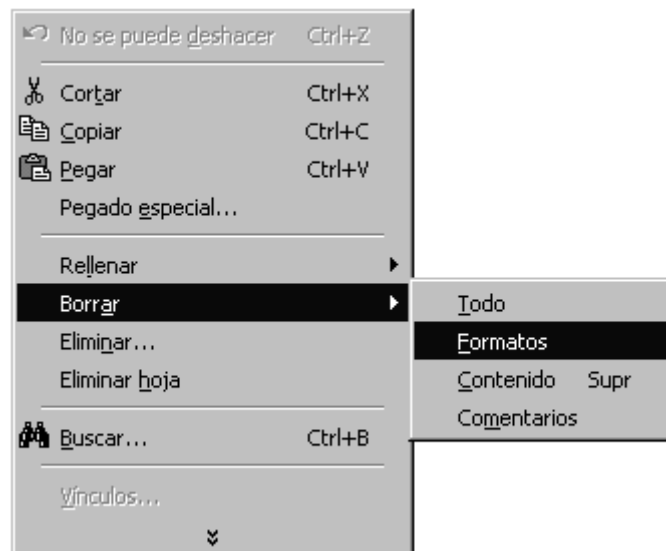 No se puede deshacer Ctrl+Z
Cortar Ctrl+X
Copiar Ctrl+C
Pegar Ctrl+V
Pegado especial...
Rellenar
Borrar
Todo
Eliminar...
Formatos
Eliminar hoja
Contenido Supr
Comentarios
Buscar... Ctrl+B
Vínculos...